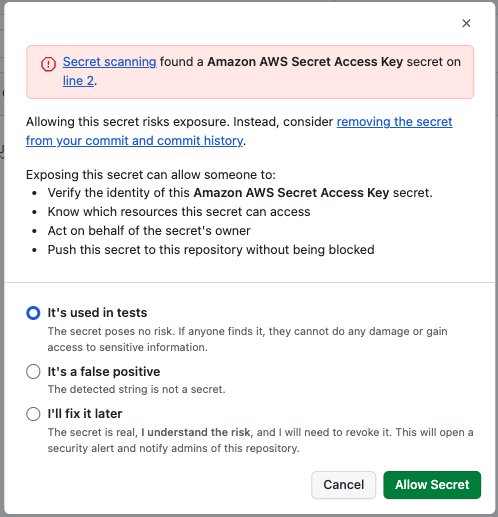 Secret scanning found a Amazon AWS Secret Access Key secret on
line 2.
Allowing this secret risks exposure. Instead, consider removing the secret
from your commit and commit history.
Exposing this secret can allow someone to:
• Verify the identity of this Amazon AWS Secret Access Key secret.
• Know which resources this secret can access
• Act on behalf of the secret's owner
• Push this secret to this repository without being blocked
It's used in tests
The secret poses no risk. If anyone finds it, they cannot do any damage or gain
access to sensitive information.
It's a false positive
The detected string is not a secret.
I'll fix it later
The secret is real, I understand the risk, and I will need to revoke it. This will open a
security alert and notify admins of this repository.
Cancel
Allow Secret